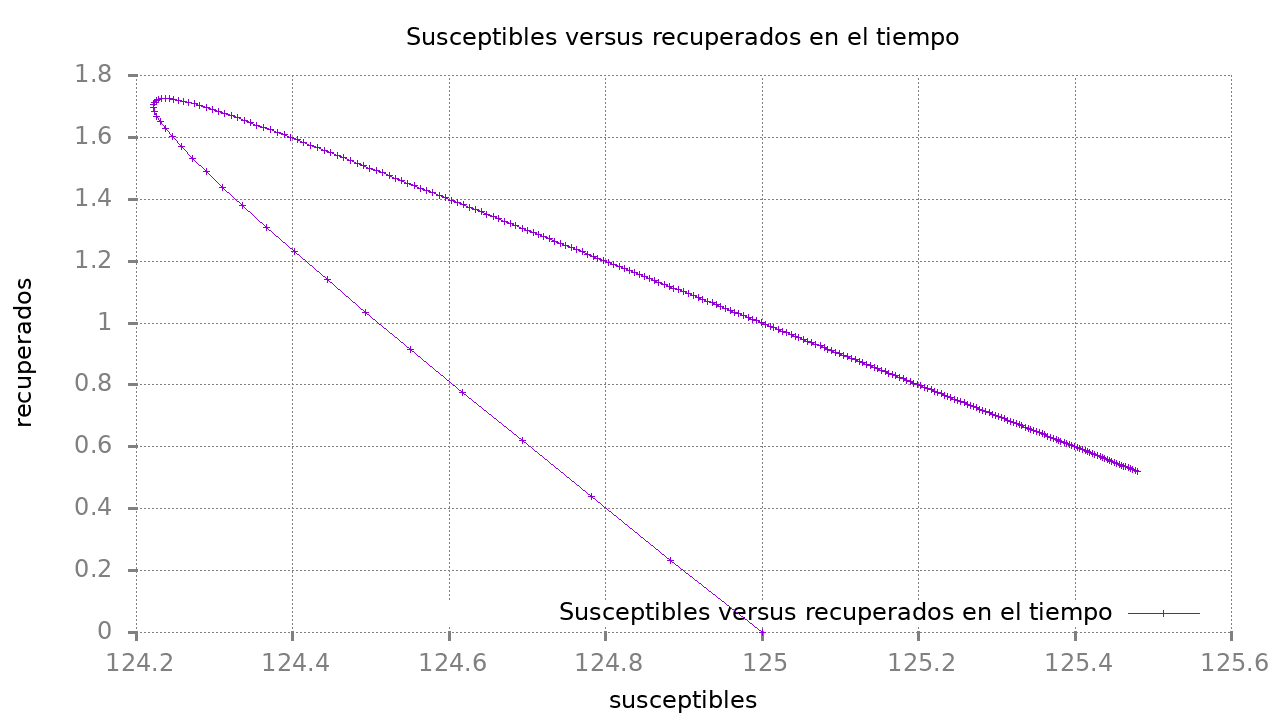 Susceptibles versus recuperados en el tiempo
1.8
1.6
1.4
1.2
1
0.8
0.6
0.4
0.2
0
recuperados
Susceptibles versus recuperados en el tiempo
124.2 124.4 124.6 124.8 125 125.2 125.4 125.6
susceptibles